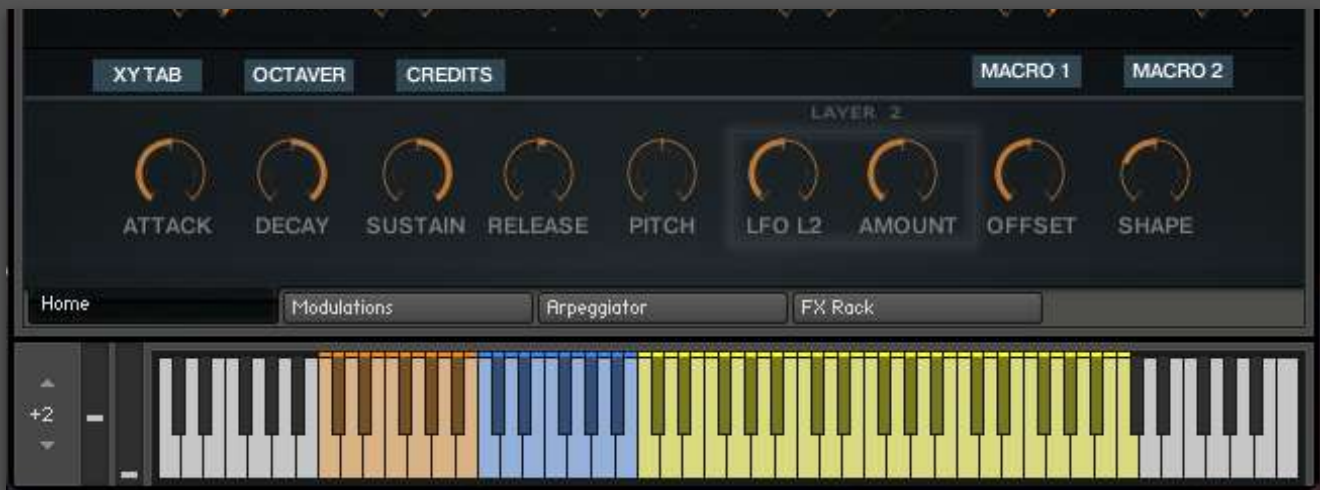 XY TAB OCTAVER CREDITS MACRO 1 MACRO 2
LAYER 2
ATTACK DECAY SUSTAIN RELEASE PITCH LFO L2 AMOUNT OFFSET SHAPE
Home Modulations Arpeggiator FX Rack
+2